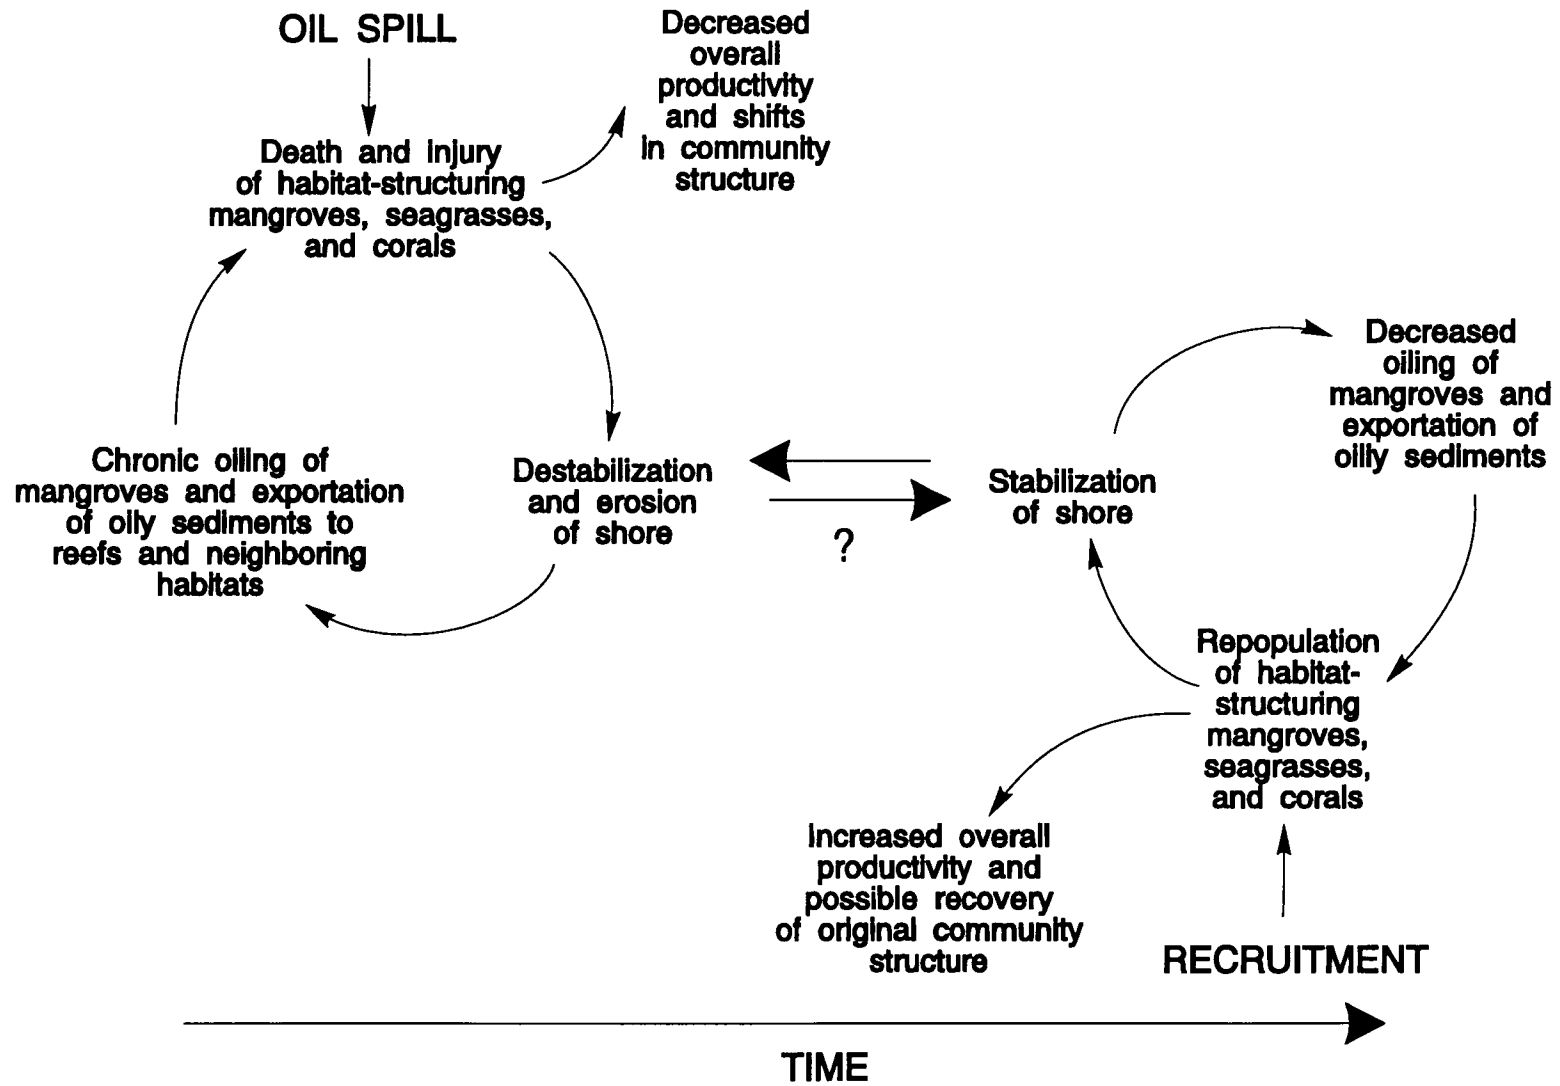 OIL SPILL
Decreased
overall
productivity
and shifts
in community
structure
Death and injury
of habitat-structuring
mangroves, seagrasses,
and corals
Chronic oiling of
mangroves and exportation
of oily sediments to
reefs and neighboring
habitats
Destabilization
and erosion
of shore
?
Stabilization
of shore
Decreased
oiling of
mangroves and
exportation of
oilly sediments
Repopulation
of habitat-
structuring
mangroves,
seagrasses,
and corals
Increased overall
productivity and
possible recovery
of original community
structure
RECRUITMENT
TIME